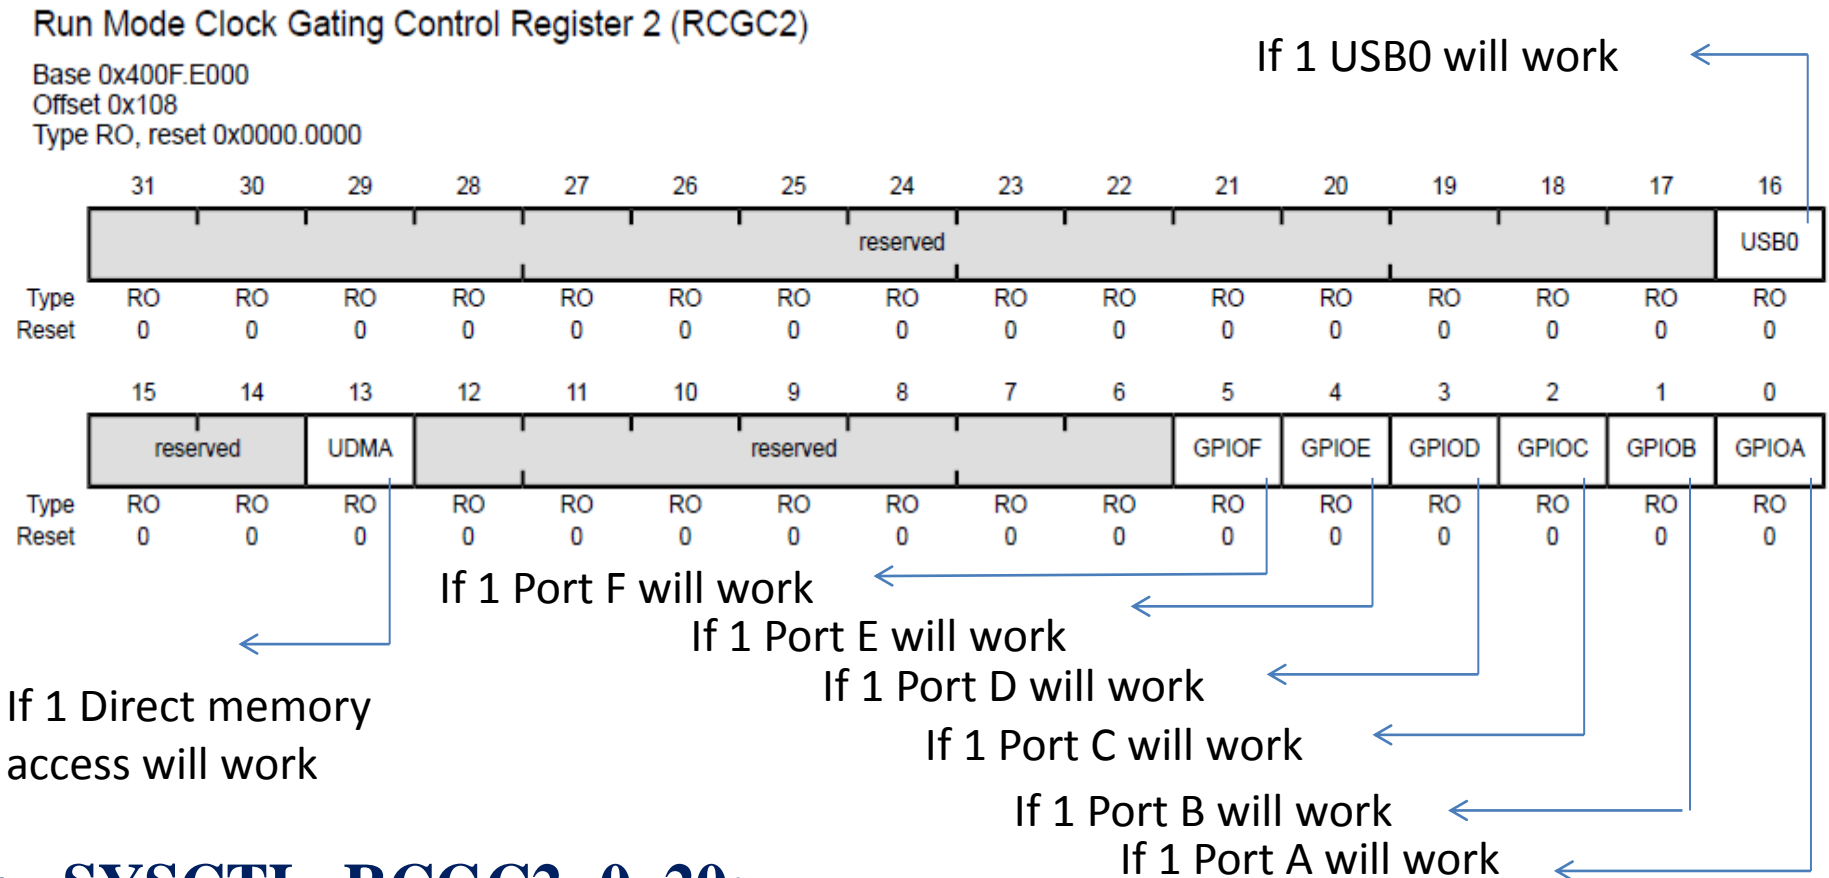 Run Mode Clock Gating Control Register 2 (RCGC2)
If 1 USB0 will work
Base 0x400F.E000
Offset 0x108
Type RO, reset 0x0000.0000
31 30 29 28 27 26 25 24 23 22 21 20 19 18 17 16
reserved USB0
Type RO RO RO RO RO RO RO RO RO RO RO RO RO RO RO RO
Reset 0 0 0 0 0 0 0 0 0 0 0 0 0 0 0 0
15 14 13 12 11 10 9 8 7 6 5 4 3 2 1 0
reserved UDMA reserved GPIOF GPIOE GPIOD GPIOC GPIOB GPIOA
Type RO RO RO RO RO RO RO RO RO RO RO RO RO RO RO RO
Reset 0 0 0 0 0 0 0 0 0 0 0 0 0 0 0 0
If 1 Port F will work
If 1 Port E will work
If 1 Port D will work
If 1 Direct memory
access will work
If 1 Port C will work
If 1 Port B will work
If 1 Port A will work